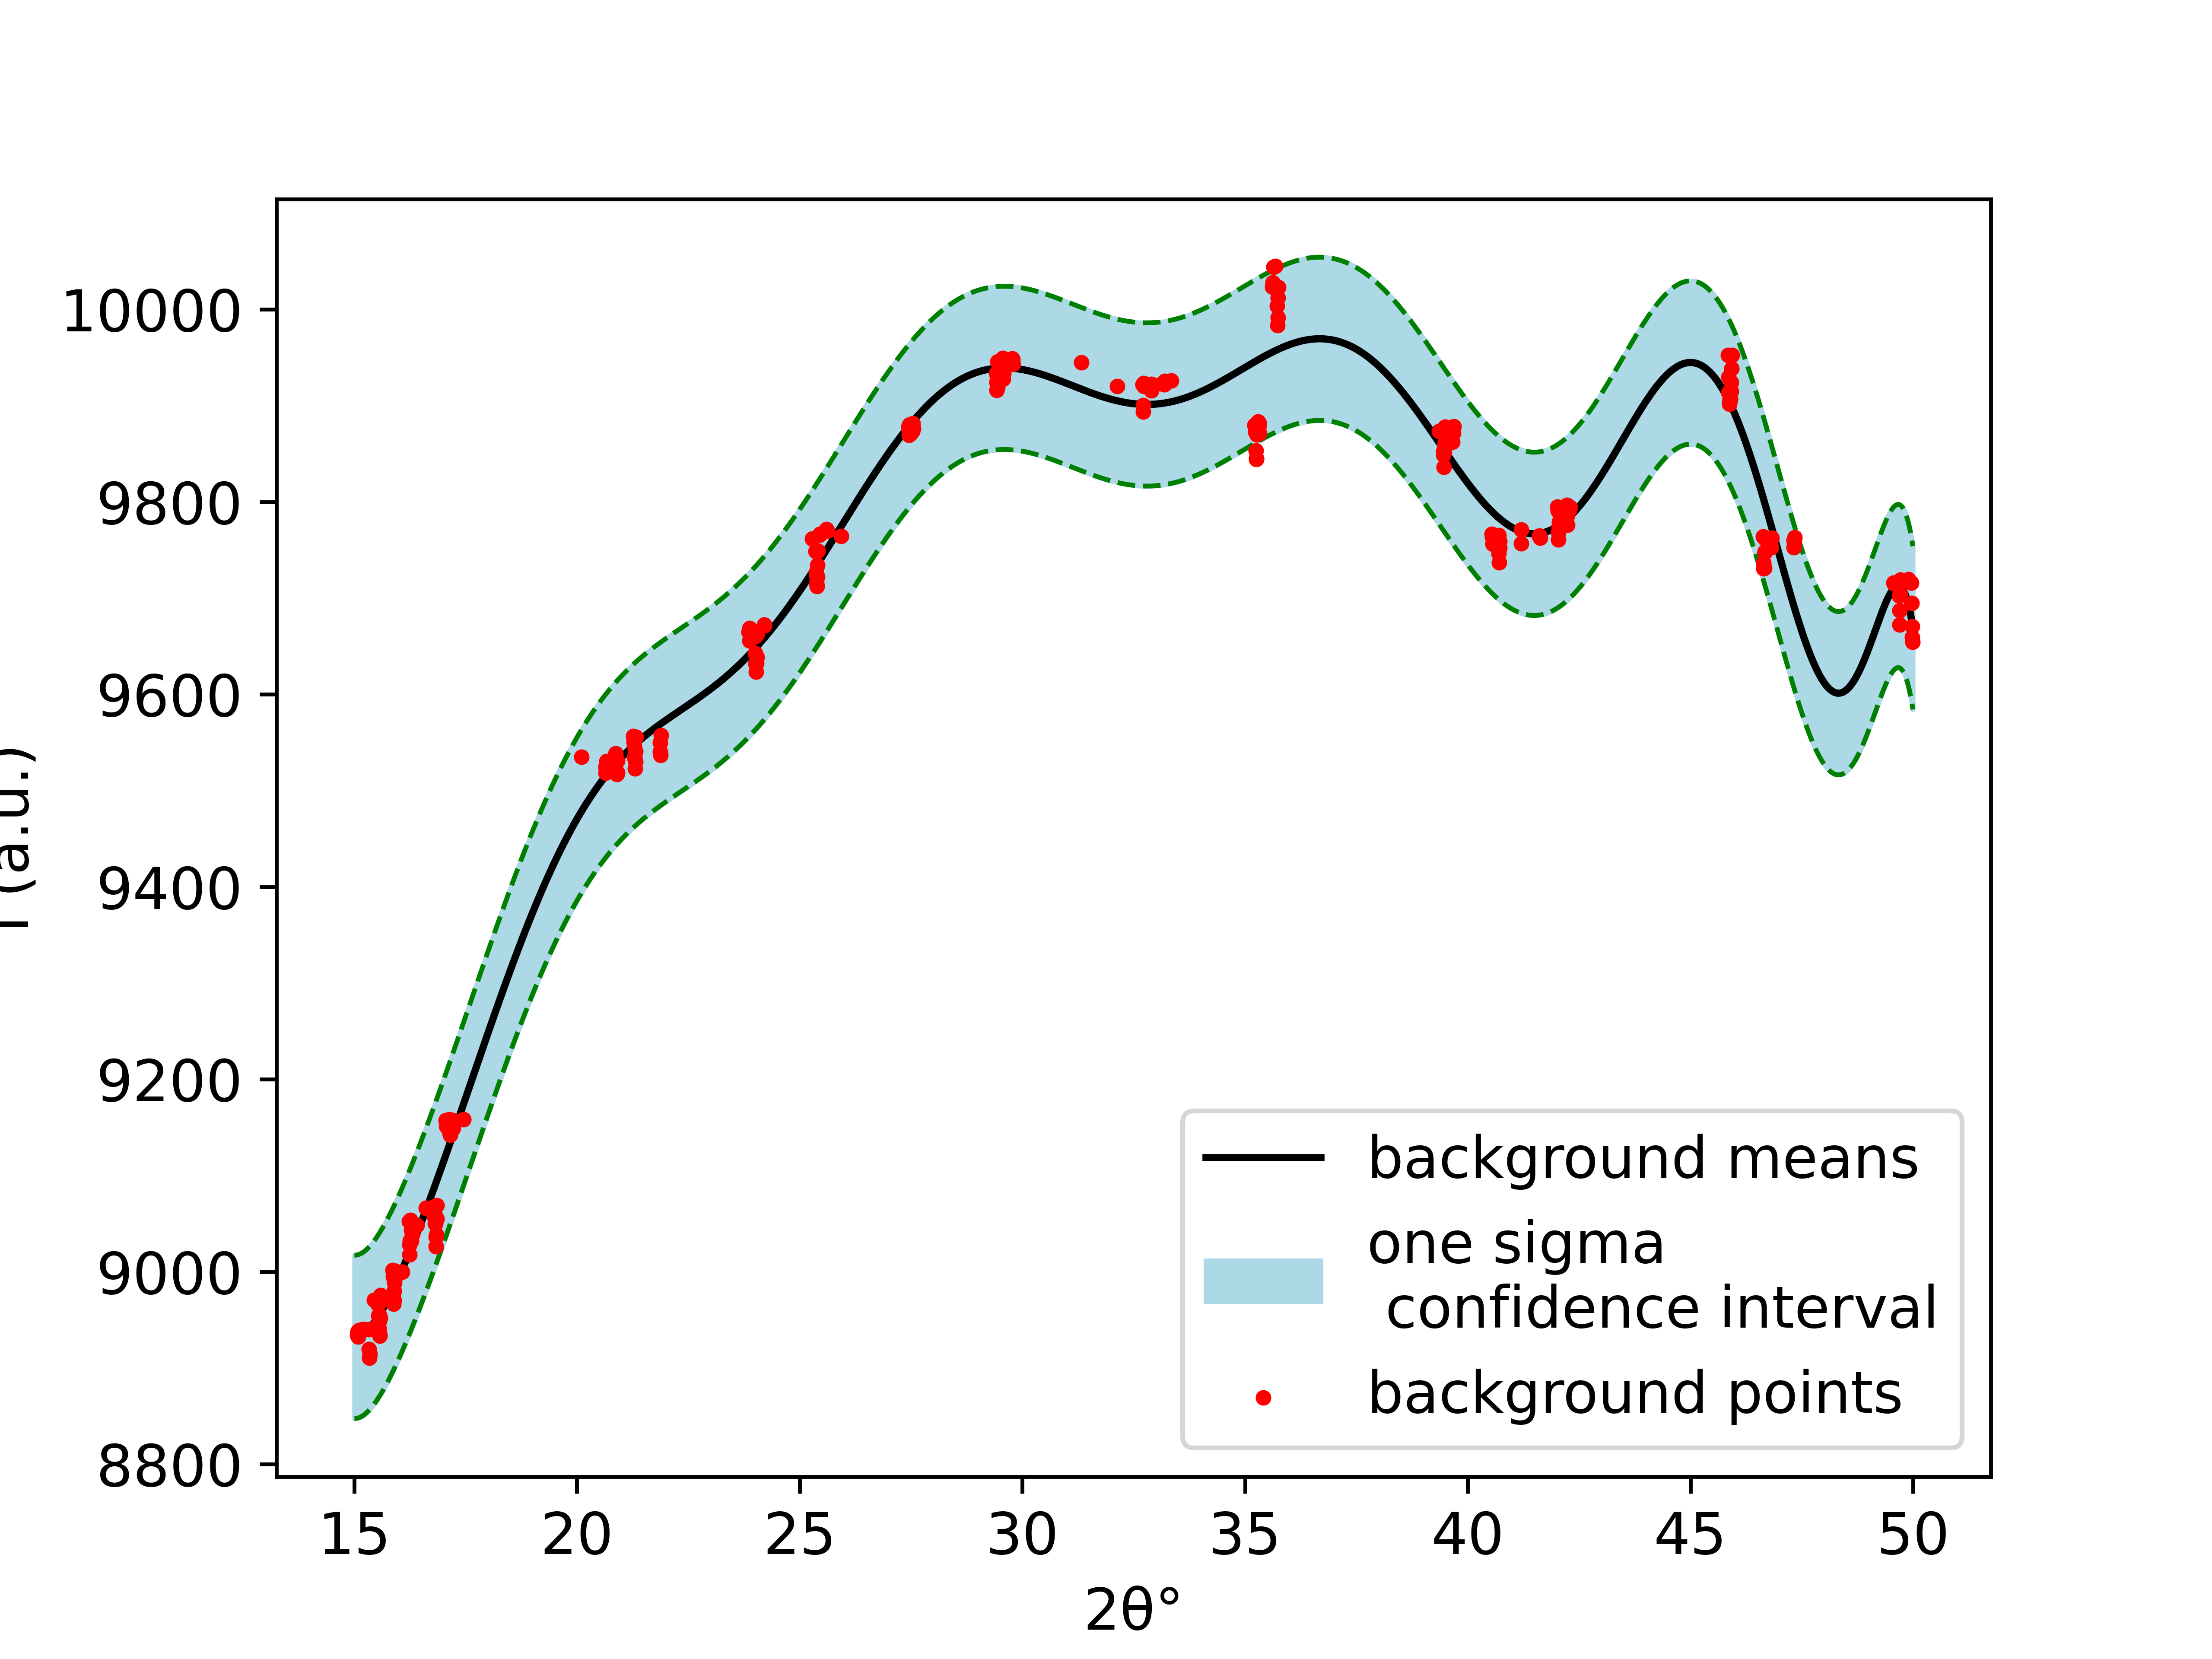 10000
9800
9600
9400
9200
9000
8800
(a.u.)
15 20 25 30 35 40 45 50
2θ°
background means
one sigma
confidence interval
background points